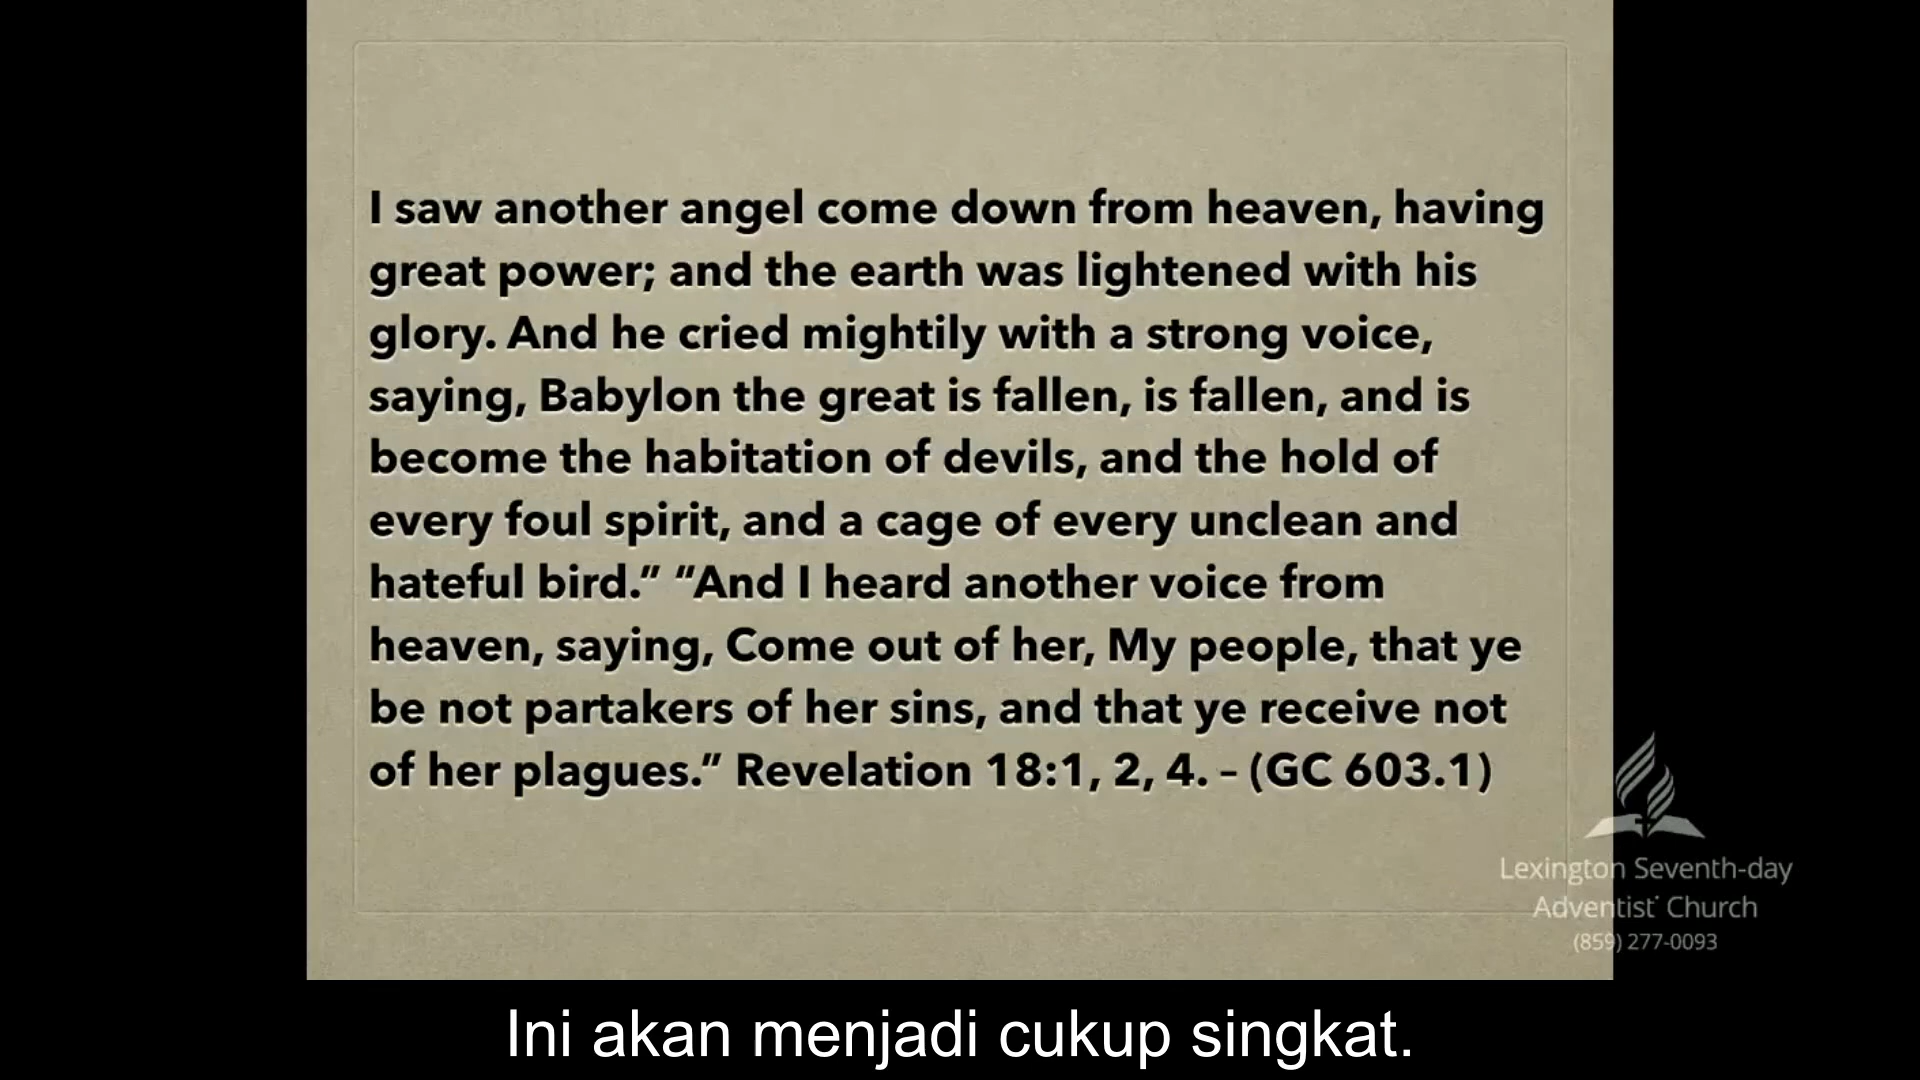 I saw another angel come down from heaven, having
great power; and the earth was lightened with his
glory. And he cried mightily with a strong voice,
saying, Babylon the great is fallen, is fallen, and is
become the habitation of devils, and the hold of
every foul spirit, and a cage of every unclean and
hateful bird.” “And I heard another voice from
heaven, saying, Come out of her, My people, that ye
be not partakers of her sins, and that ye receive not
of her plagues.” Revelation 18:1, 2, 4. – (GC 603.1)
Lexington Seventh-day
Adventist Church
(859) 277-0093
Ini akan menjadi cukup singkat.